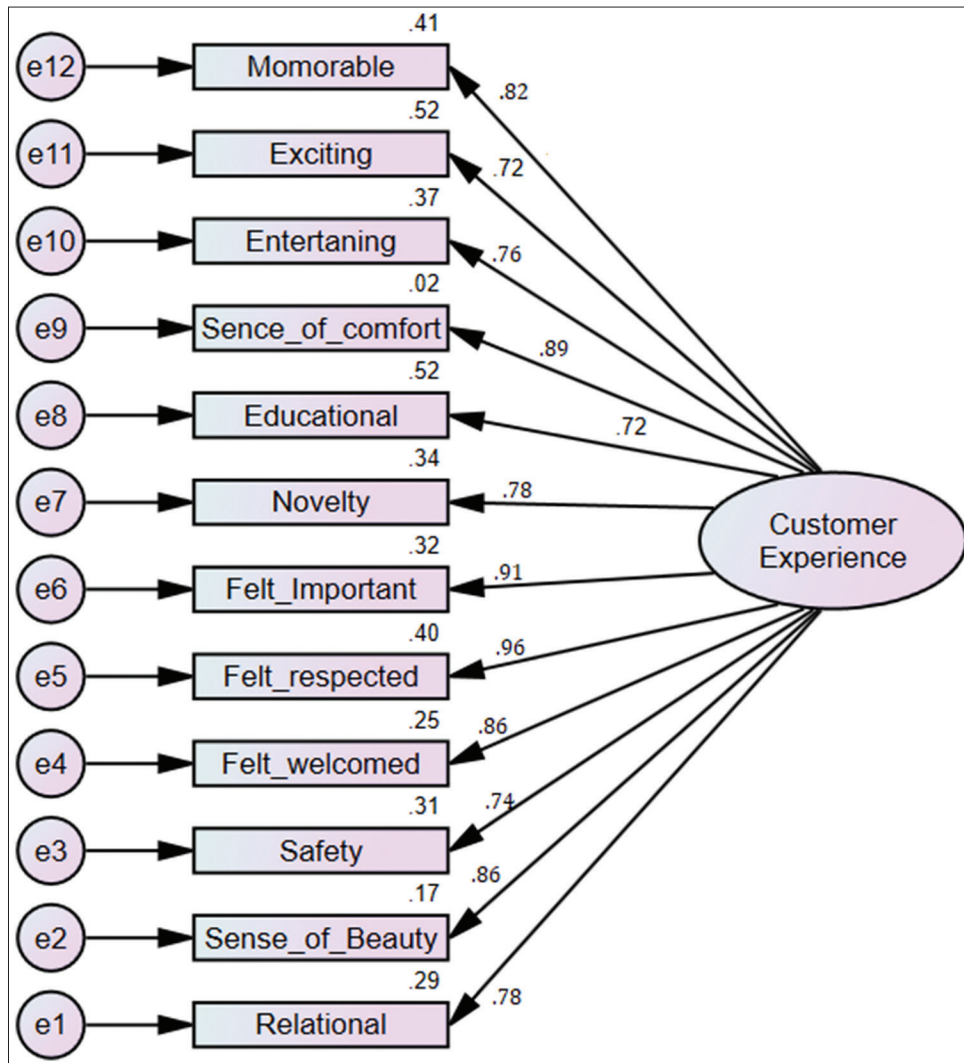 .41
e12 Momorable .82
.52
e11 Exciting .72
.37
e10 Entertaning .76
.02
e9 Sence_of_comfort .89
.52
e8 Educational .72
.34
e7 Novelty .78
Customer
Experience
.32
e6 Felt_Important .91
.40
e5 Felt_respected .96
.25
e4 Felt_welcomed .86
.31
e3 Safety .74
.17
e2 Sense_of_Beauty .86
.29
e1 Relational .78